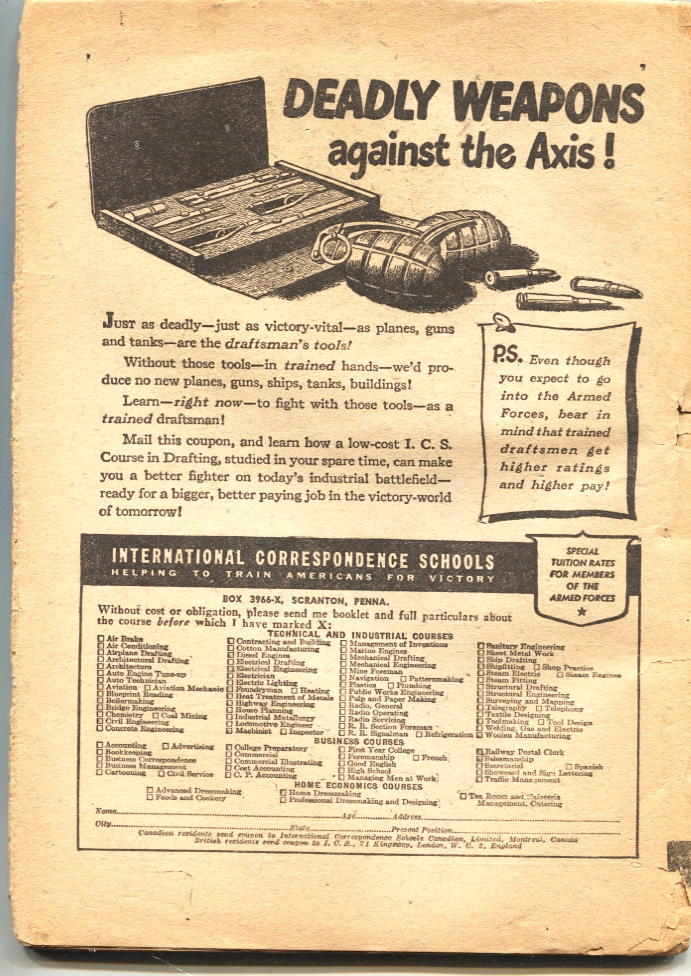 DEADLY WEAPONS
against the Axis!
JUST as deadly—just as victory-vital—as planes, guns
and tanks—are the draftsman's tools!
Without those tools—in trained hands—we'd pro-
duce no new planes, guns, ships, tanks, buildings!
Learn—right now—to fight with those tools—as a
trained draftsman!
Mail this coupon, and learn how a low-cost I. C. S.
Course in Drafting, studied in your spare time, can make
you a better fighter on today's industrial battlefield—
ready for a bigger, better paying job in the victory-world
of tomorrow!
P.S. Even though
you expect to go
into the Armed
Forces, bear in
mind that trained
draftsmen get
higher ratings
and higher pay!
INTERNATIONAL CORRESPONDENCE SCHOOLS
HELPING TO TRAIN AMERICANS FOR VICTORY
SPECIAL
TUITION RATES
FOR MEMBERS
OF THE
ARMED FORCES
BOX 3966-X, SCRANTON, PENNA.
Without cost or obligation, please send me booklet and full particulars about
the course before which I have marked X:
TECHNICAL AND INDUSTRIAL COURSES
Air Brake
Air Conditioning
Airplane Drafting
Architectural Drafting
Architecture
Auto Engine Tune-up
Auto Technician
Aviation Aviation Mechanic
Blueprint Reading
Boilermaking
Bridge Engineering
Chemistry Coal Mining
Civil Engineering
Concrete Engineering
Contracting and Building
Cotton Manufacturing
Diesel Engines
Electrical Drafting
Electrical Engineering
Electrician
Electric Lighting
Foundryman Heating
Heat Treatment of Metals
Highway Engineering
House Planning
Industrial Metallurgy
Locomotive Engineer
Machinist Inspector
Management of Inventions
Marine Engines
Mechanical Drafting
Mechanical Engineering
Mine Foreman
Navigation Patternmaking
Plastics Plumbing
Public Works Engineering
Pulp and Paper Making
Radio, General
Radio Operating
Radio Servicing
R. R. Section Foreman
R. R. Signalman Refrigeration
Sanitary Engineering
Sheet Metal Work
Ship Drafting
Shipfitting Shop Practice
Steam Electric Steam Engines
Steam Fitting
Structural Drafting
Structural Engineering
Surveying and Mapping
Telegraphy Telephony
Textile Designing
Toolmaking Tool Design
Welding, Gas and Electric
Woolen Manufacturing
BUSINESS COURSES
Accounting Advertising
Bookkeeping
Business Correspondence
Business Management
Cartooning Civil Service
College Preparatory
Commercial
Commercial Illustrating
Cost Accounting
C. P. Accounting
First Year College
Foremanship French
Good English
High School
Managing Men at Work
Railway Postal Clerk
Salesmanship
Secretarial Spanish
Showcard and Sign Lettering
Traffic Management
HOME ECONOMICS COURSES
Advanced Dressmaking
Foods and Cookery
Home Dressmaking
Professional Dressmaking and Designing
Tea Room and Cafeteria
Management, Catering
Name Age Address
City State Present Position
Canadian residents send coupon to International Correspondence Schools Canadian, Limited, Montreal, Canada
British residents send coupon to I. C. S., 71 Kingsway, London, W. C. 2, England